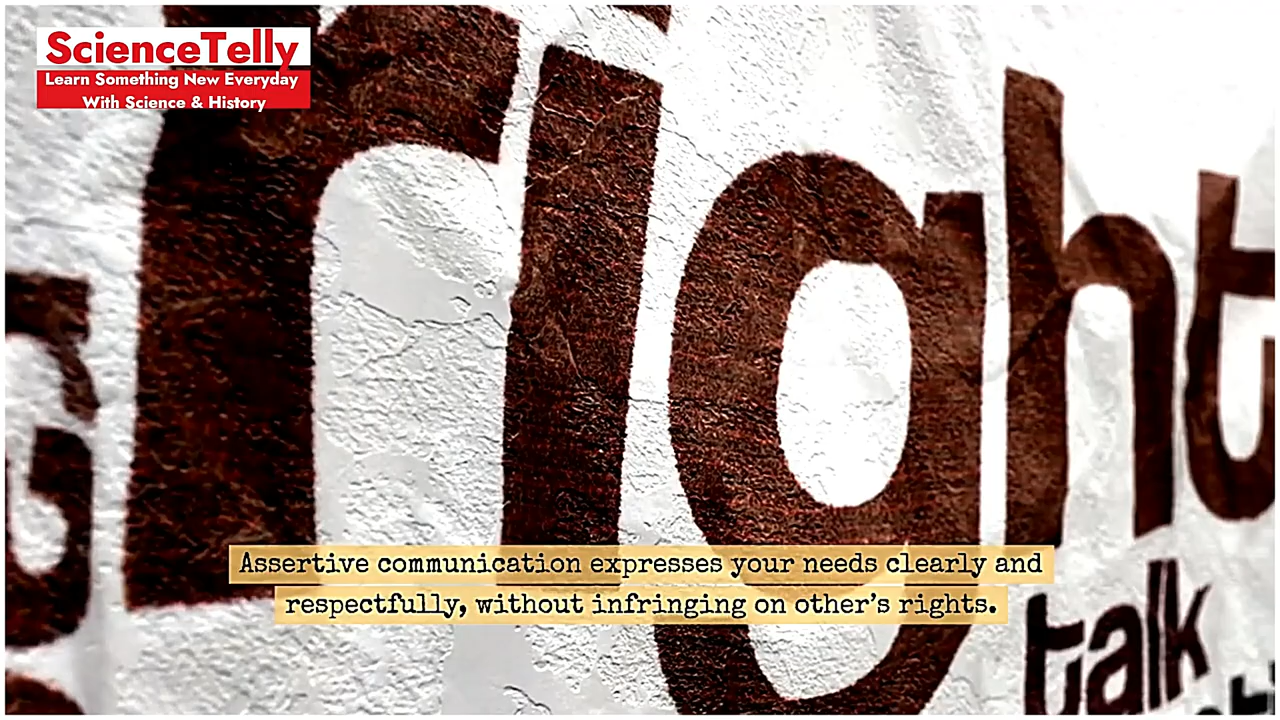 ScienceTelly
Learn Something New Everyday
With Science & History
right
Assertive communication expresses your needs clearly and
respectfully, without infringing on other’s rights.
talk